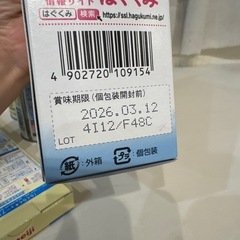 情報サイト はぐくみ
はぐくみ 検索 https://ssl.hagukumi.ne.jp/
4 902720 109154
賞味期限(個包装開封前)
2026.03.12
LOT 4I12/F48C
紙 :外箱
プラ :個包装